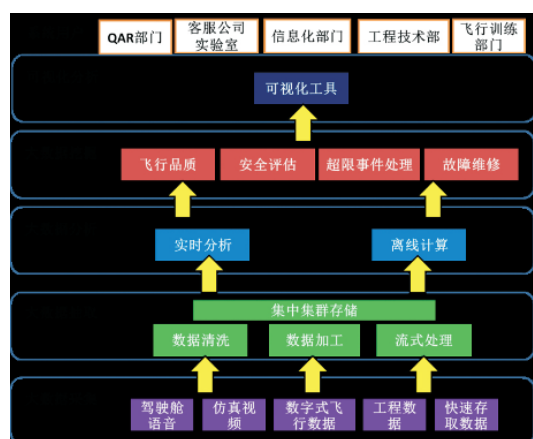 QAR部门
客服公司
实验室
信息化部门
工程技术部
飞行训练
部门
可视化工具
飞行品质
安全评估
超限事件处理
故障维修
实时分析
离线计算
集中集群存储
数据清洗
数据加工
流式处理
驾驶舱
语音
仿真视
频
数字式飞
行数据
工程数
据
快速存
取数据